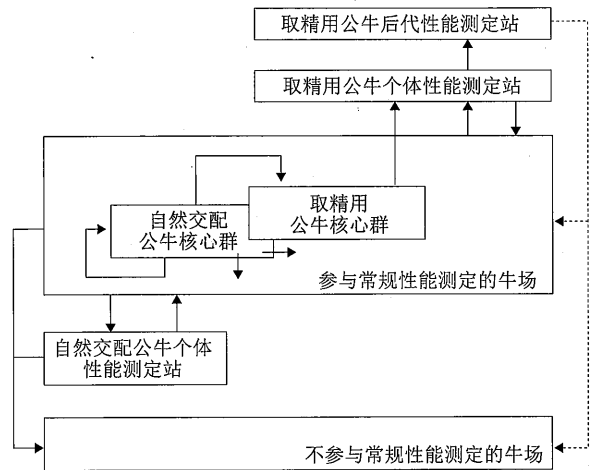 取精用公牛后代性能测定站
取精用公牛个体性能测定站
取精用
公牛核心群
自然交配
公牛核心群
参与常规性能测定的牛场
自然交配公牛个体
性能测定站
不参与常规性能测定的牛场